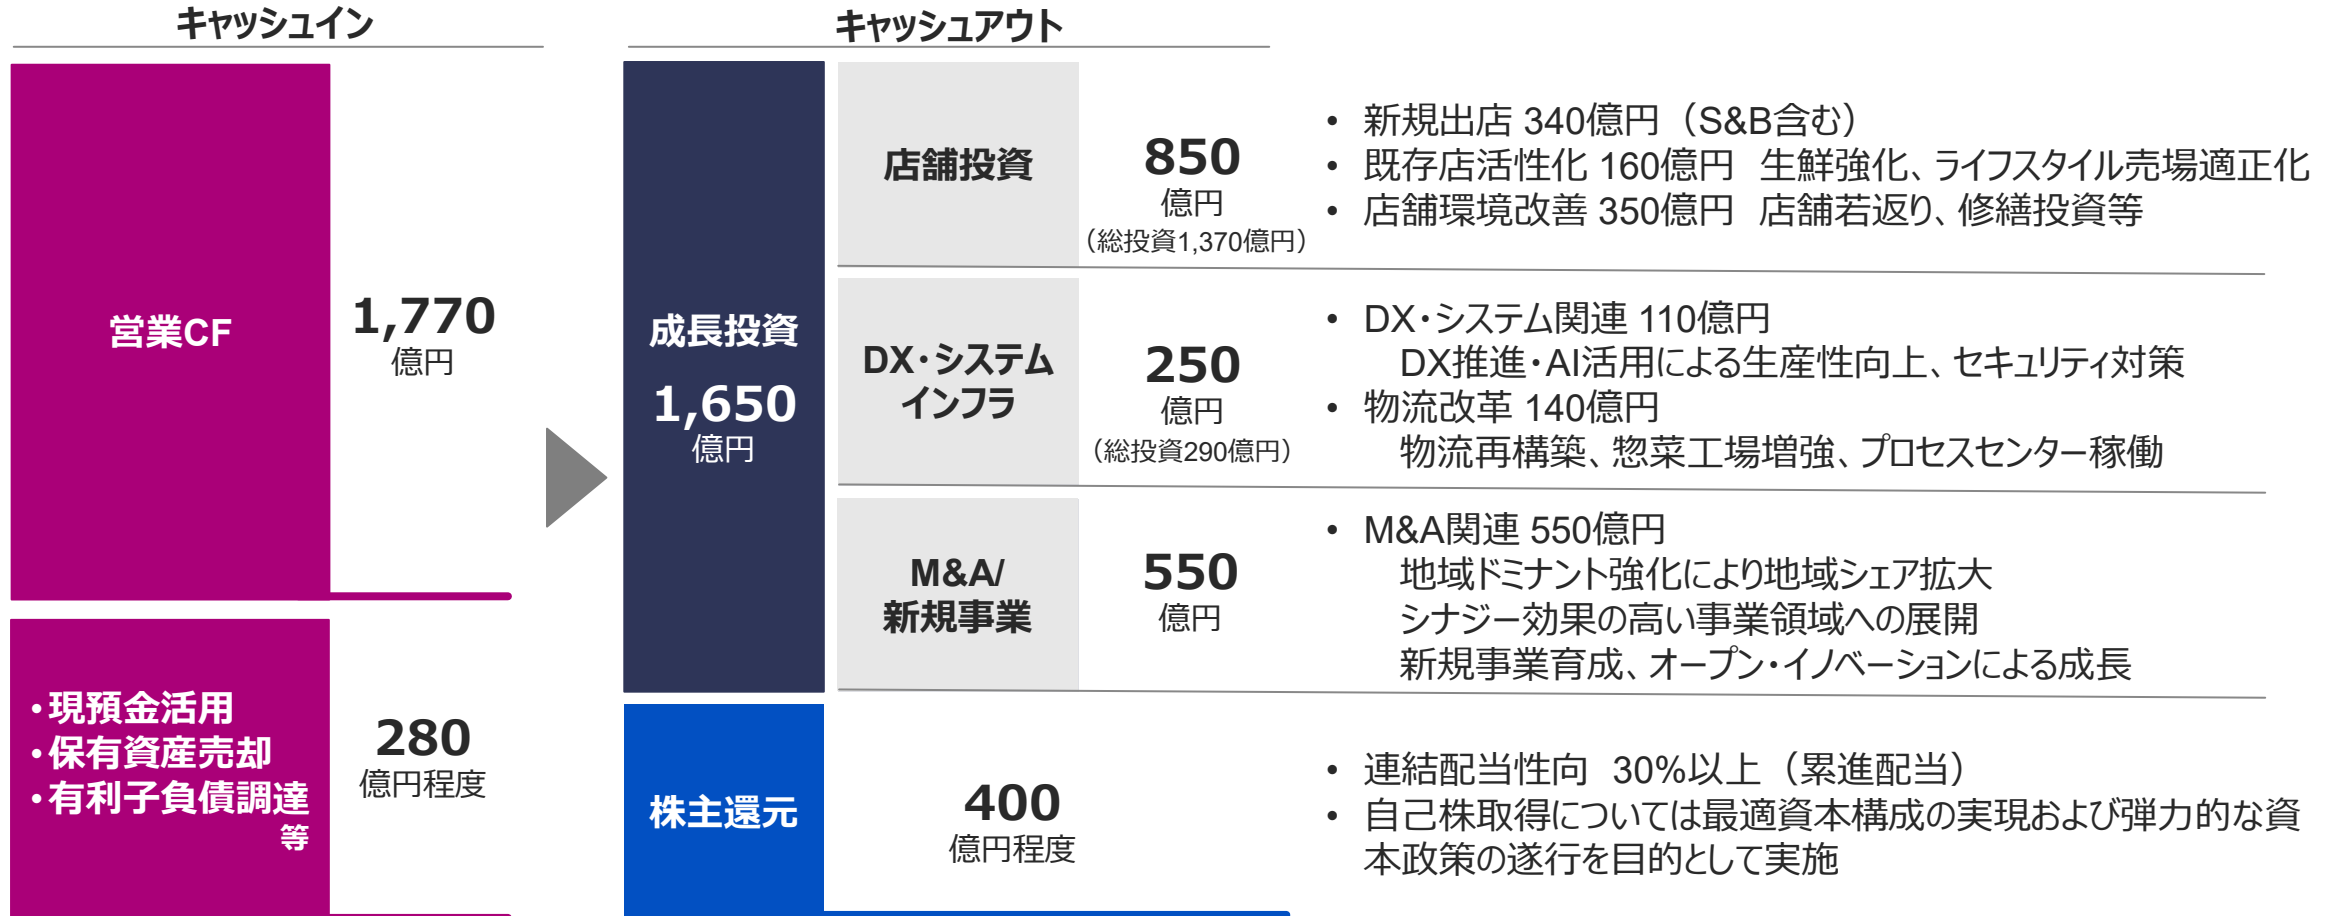 キャッシュイン
キャッシュアウト
営業CF
1,770
億円
・現預金活用
・保有資産売却
・有利子負債調達
等
280
億円程度
成長投資
1,650
億円
店舗投資
850
億円
（総投資1,370億円）
• 新規出店 340億円（S&B含む）
• 既存店活性化 160億円　生鮮強化、ライフスタイル売場適正化
• 店舗環境改善 350億円　店舗若返り、修繕投資等
DX・システム
インフラ
250
億円
（総投資290億円）
• DX・システム関連 110億円
DX推進・AI活用による生産性向上、セキュリティ対策
• 物流改革 140億円
物流再構築、惣菜工場増強、プロセスセンター稼働
M&A/
新規事業
550
億円
• M&A関連 550億円
地域ドミナント強化により地域シェア拡大
シナジー効果の高い事業領域への展開
新規事業育成、オープン・イノベーションによる成長
株主還元
400
億円程度
• 連結配当性向　30%以上（累進配当）
• 自己株取得については最適資本構成の実現および弾力的な資
本政策の遂行を目的として実施